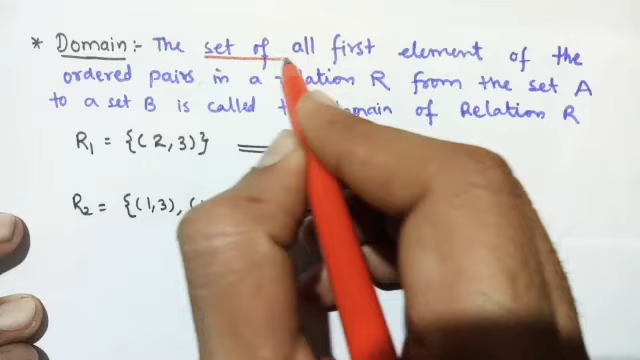 * Domain:- The set of all first element of the
ordered pairs in a relation R from the set A
to a set B is called the domain of Relation R
R₁ = {(2,3)}
R₂ = {(1,3), (